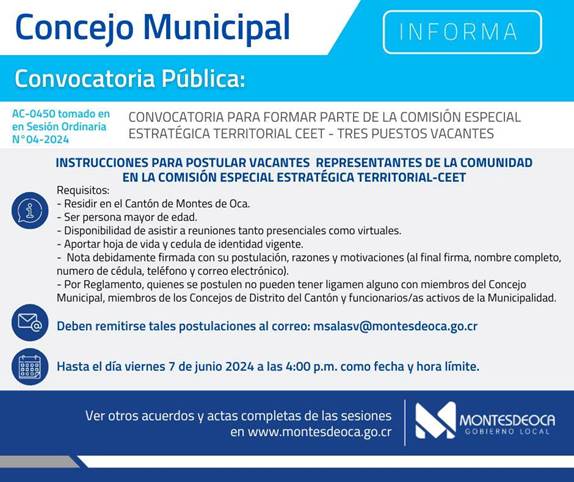 Concejo Municipal
INFORMA
Convocatoria Pública:
AC-0450 tomado en
en Sesión Ordinaria
N°04-2024
CONVOCATORIA PARA FORMAR PARTE DE LA COMISIÓN ESPECIAL
ESTRATÉGICA TERRITORIAL CEET - TRES PUESTOS VACANTES
INSTRUCCIONES PARA POSTULAR VACANTES REPRESENTANTES DE LA COMUNIDAD
EN LA COMISIÓN ESPECIAL ESTRATÉGICA TERRITORIAL-CEET
Requisitos:
- Residir en el Cantón de Montes de Oca.
- Ser persona mayor de edad.
- Disponibilidad de asistir a reuniones tanto presenciales como virtuales.
- Aportar hoja de vida y cedula de identidad vigente.
- Nota debidamente firmada con su postulación, razones y motivaciones (al final firma, nombre completo,
numero de cédula, teléfono y correo electrónico).
- Por Reglamento, quienes se postulen no pueden tener ligamen alguno con miembros del Concejo
Municipal, miembros de los Concejos de Distrito del Cantón y funcionarios/as activos de la Municipalidad.
Deben remitirse tales postulaciones al correo: msalasv@montesdeoca.go.cr
Hasta el día viernes 7 de junio 2024 a las 4:00 p.m. como fecha y hora límite.
Ver otros acuerdos y actas completas de las sesiones
en www.montesdeoca.go.cr
MONTESDEOCA
GOBIERNO LOCAL